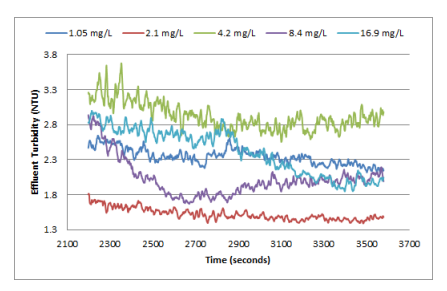 1.05 mg/L 2.1 mg/L 4.2 mg/L 8.4 mg/L 16.9 mg/L
3.8
3.3
2.8
2.3
1.8
1.3
Effluent Turbidity (NTU)
2100 2300 2500 2700 2900 3100 3300 3500 3700
Time (seconds)